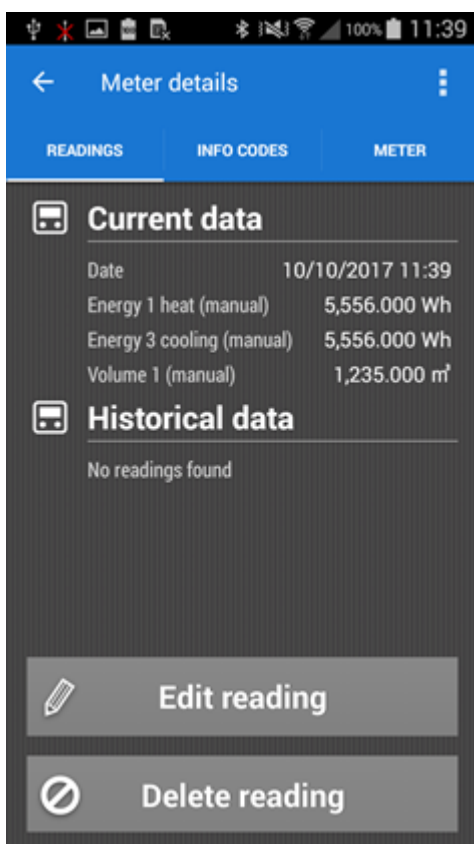 100% 11:39
Meter details
READINGS INFO CODES METER
Current data
Date 10/10/2017 11:39
Energy 1 heat (manual) 5,556.000 Wh
Energy 3 cooling (manual) 5,556.000 Wh
Volume 1 (manual) 1,235.000 m³
Historical data
No readings found
Edit reading
Delete reading